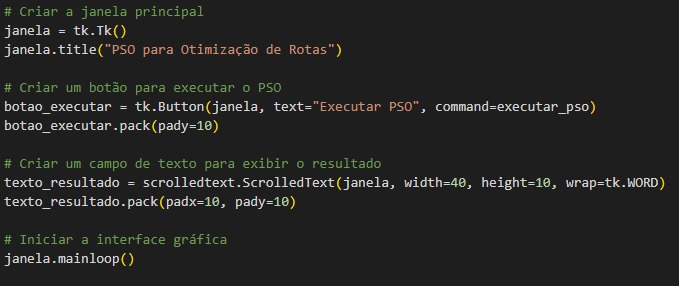 # Criar a janela principal
janela = tk.Tk()
janela.title("PSO para Otimização de Rotas")
# Criar um botão para executar o PSO
botao_executar = tk.Button(janela, text="Executar PSO", command=executar_pso)
botao_executar.pack(pady=10)
# Criar um campo de texto para exibir o resultado
texto_resultado = scrolledtext.ScrolledText(janela, width=40, height=10, wrap=tk.WORD)
texto_resultado.pack(padx=10, pady=10)
# Iniciar a interface gráfica
janela.mainloop()